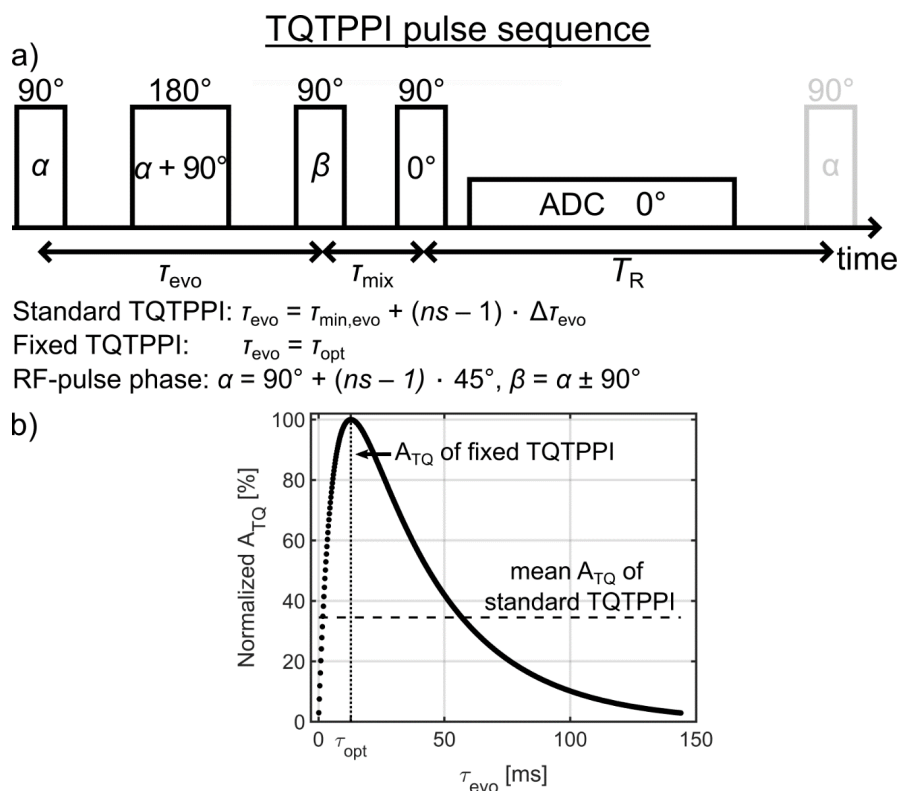 TQTPPI pulse sequence
a)
90° 180° 90° 90° 90°
α α + 90° β 0° ADC 0° α
τevo τmix TR time
Standard TQTPPI: τevo = τmin,evo + (ns – 1) · Δτevo
Fixed TQTPPI: τevo = τopt
RF-pulse phase: α = 90° + (ns – 1) · 45°, β = α ± 90°
b)
100
80
60
40
20
0
Normalized ATQ [%]
ATQ of fixed TQTPPI
mean ATQ of
standard TQTPPI
0 τopt 50 100 150
τevo [ms]